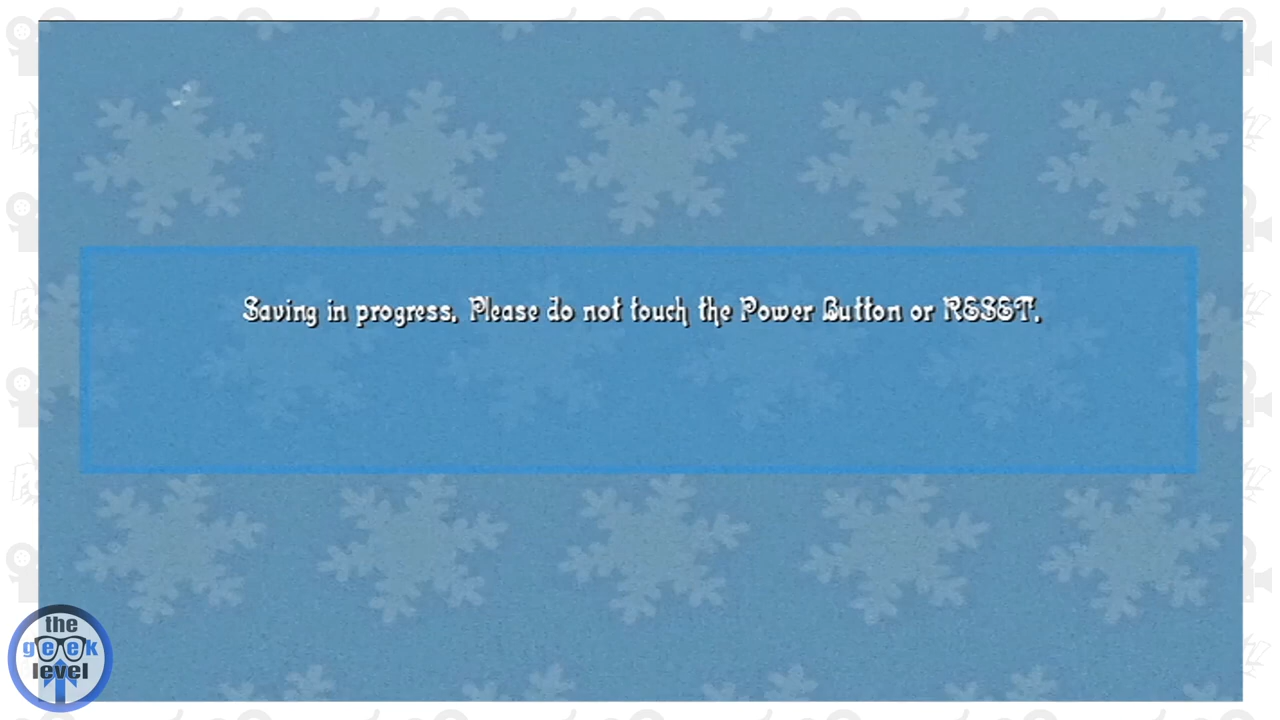 Saving in progress. Please do not touch the Power Button or RESET.
the
geek
level